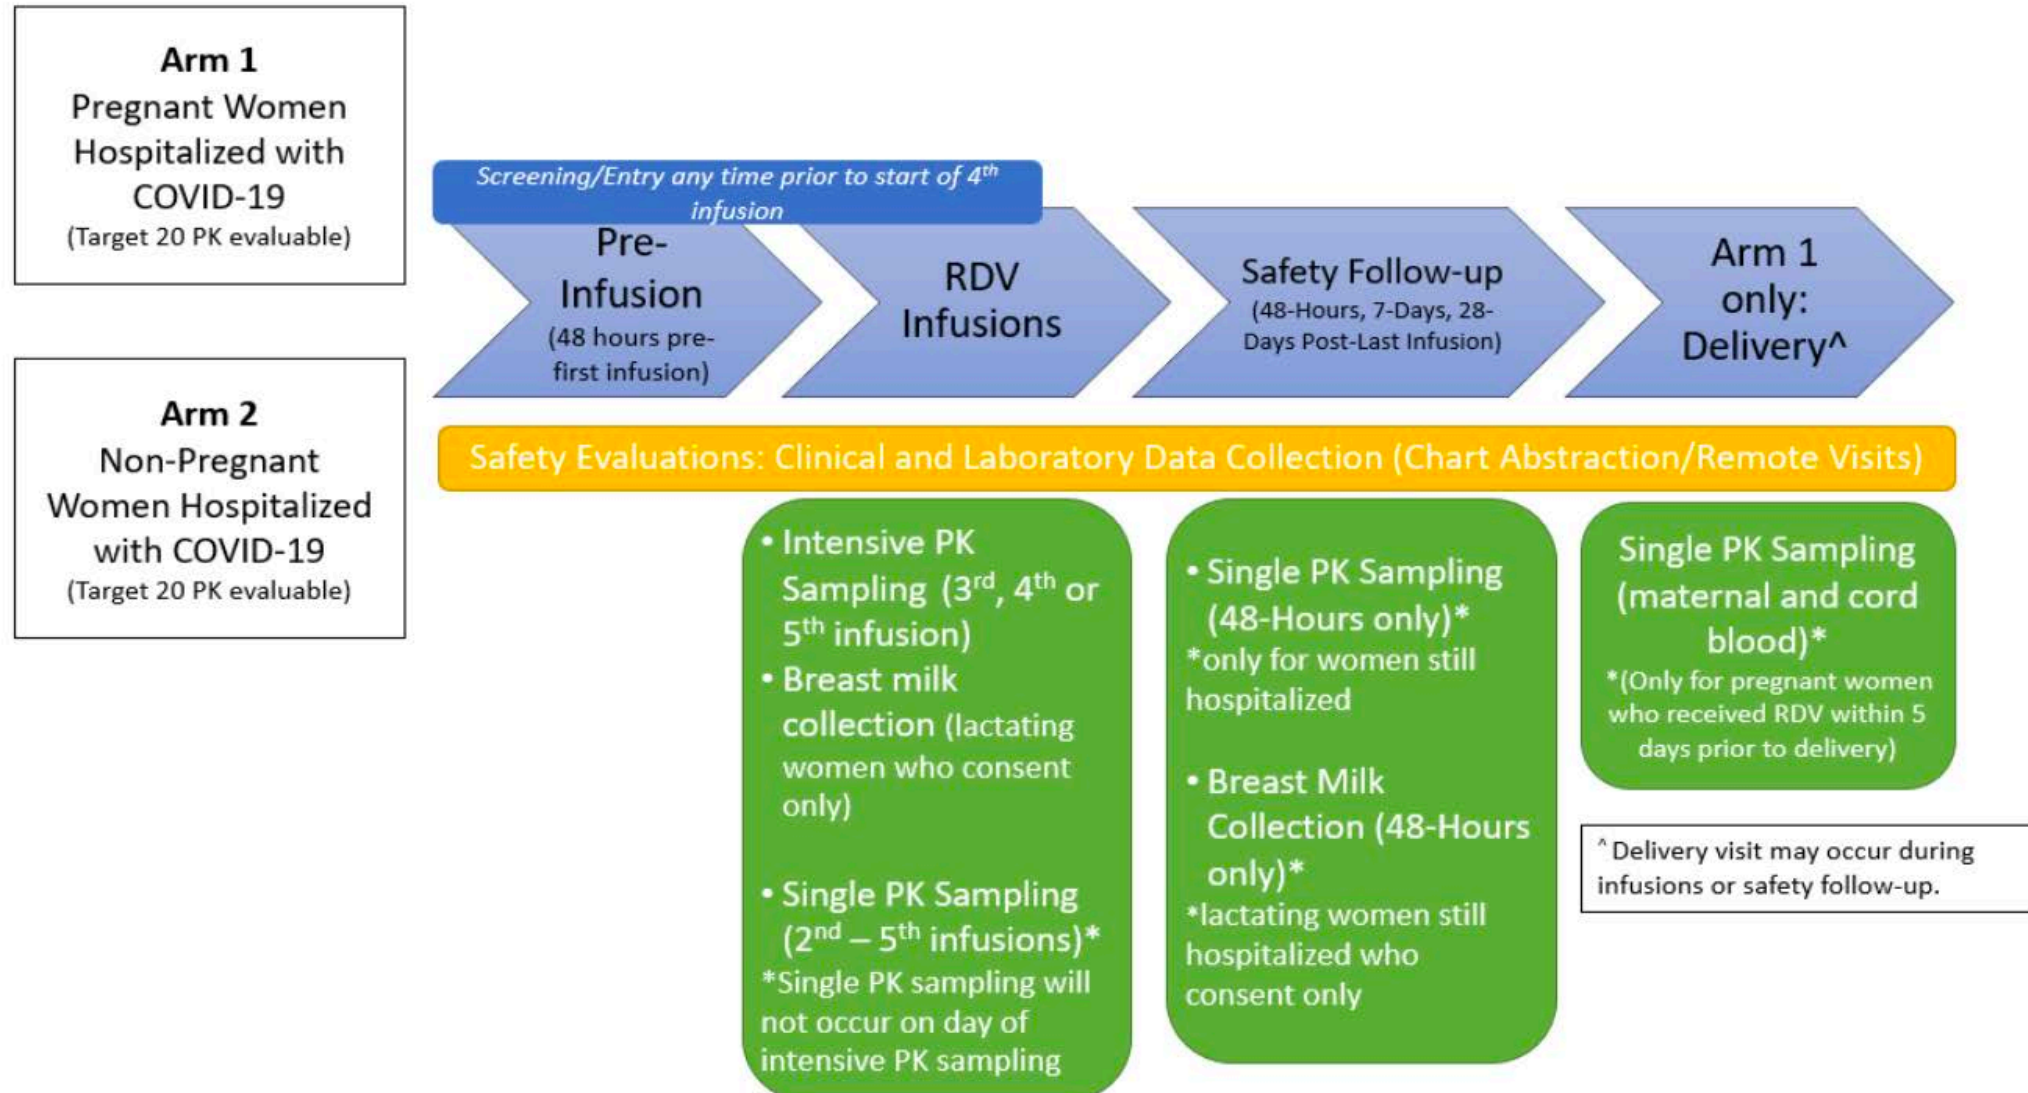 Arm 1
Pregnant Women
Hospitalized with
COVID-19
(Target 20 PK evaluable)
Arm 2
Non-Pregnant
Women Hospitalized
with COVID-19
(Target 20 PK evaluable)
Screening/Entry any time prior to start of 4th
infusion
Pre-
Infusion
(48 hours pre-
first infusion)
RDV
Infusions
Safety Follow-up
(48-Hours, 7-Days, 28-
Days Post-Last Infusion)
Arm 1
only:
Delivery^
Safety Evaluations: Clinical and Laboratory Data Collection (Chart Abstraction/Remote Visits)
• Intensive PK
Sampling (3rd, 4th or
5th infusion)
• Breast milk
collection (lactating
women who consent
only)
• Single PK Sampling
(2nd – 5th infusions)*
*Single PK sampling will
not occur on day of
intensive PK sampling
• Single PK Sampling
(48-Hours only)*
*only for women still
hospitalized
• Breast Milk
Collection (48-Hours
only)*
*lactating women still
hospitalized who
consent only
Single PK Sampling
(maternal and cord
blood)*
*(Only for pregnant women
who received RDV within 5
days prior to delivery)
^ Delivery visit may occur during
infusions or safety follow-up.